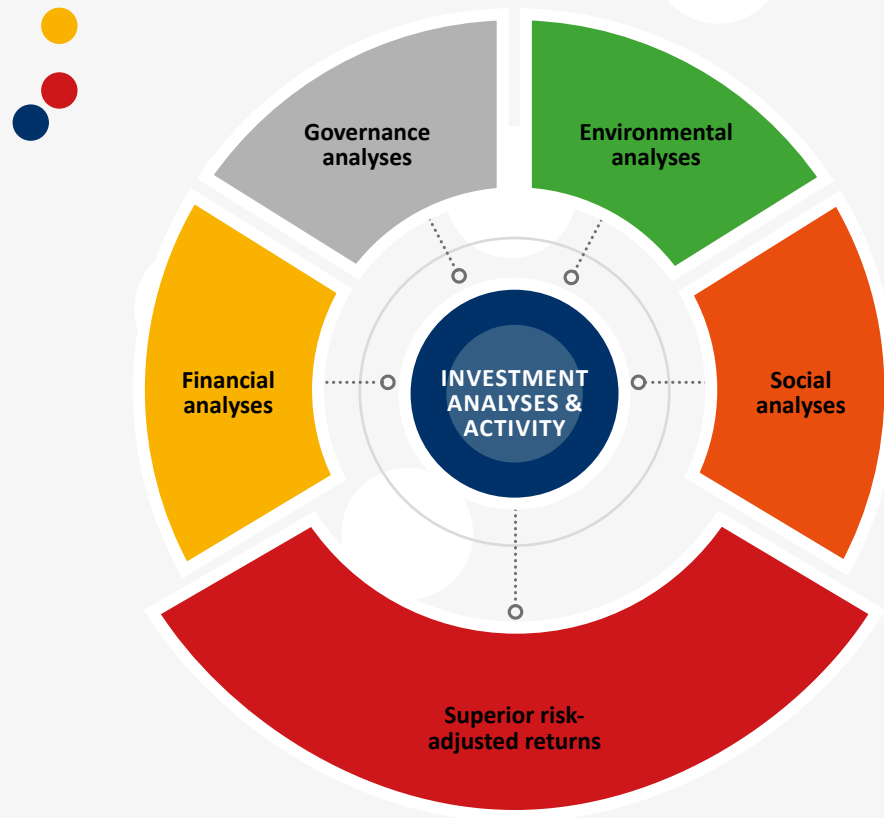 Governance
analyses
Environmental
analyses
Financial
analyses
INVESTMENT
ANALYSES &
ACTIVITY
Social
analyses
Superior risk-
adjusted returns